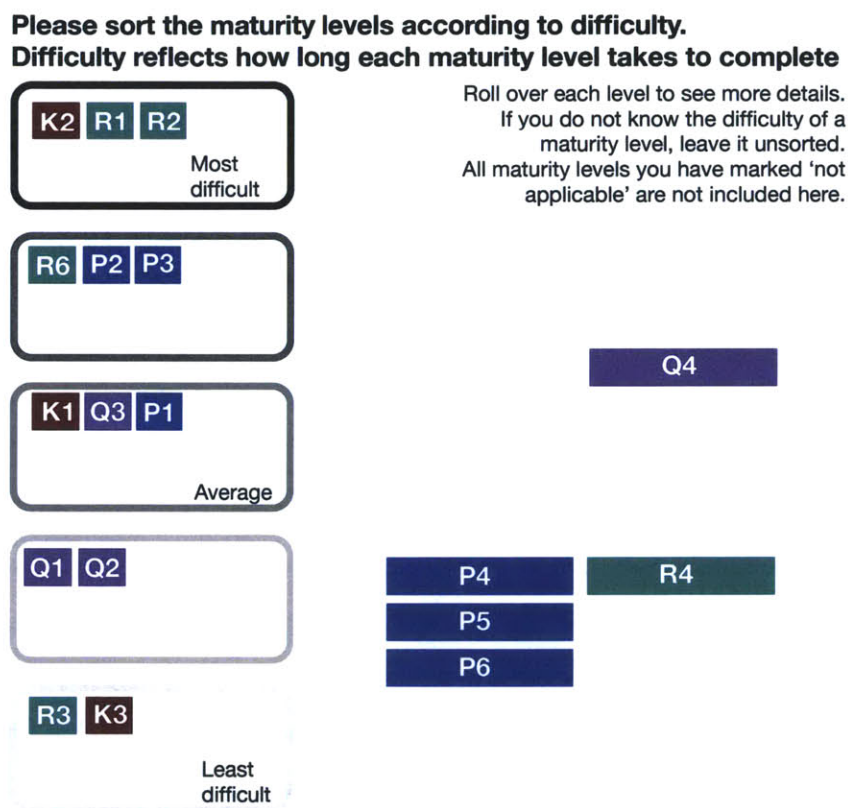 Please sort the maturity levels according to difficulty.
Difficulty reflects how long each maturity level takes to complete
Roll over each level to see more details.
If you do not know the difficulty of a
maturity level, leave it unsorted.
All maturity levels you have marked 'not
applicable' are not included here.
K2 R1 R2
Most
difficult
R6 P2 P3
Q4
K1 Q3 P1
Average
Q1 Q2
P4 R4
P5
P6
R3 K3
Least
difficult